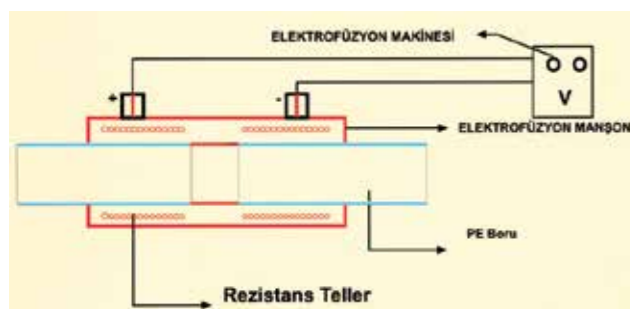 ELEKTROFÜZYON MAKİNESİ
+
-
V
ELEKTROFÜZYON MANŞON
PE Boru
Rezistans Teller